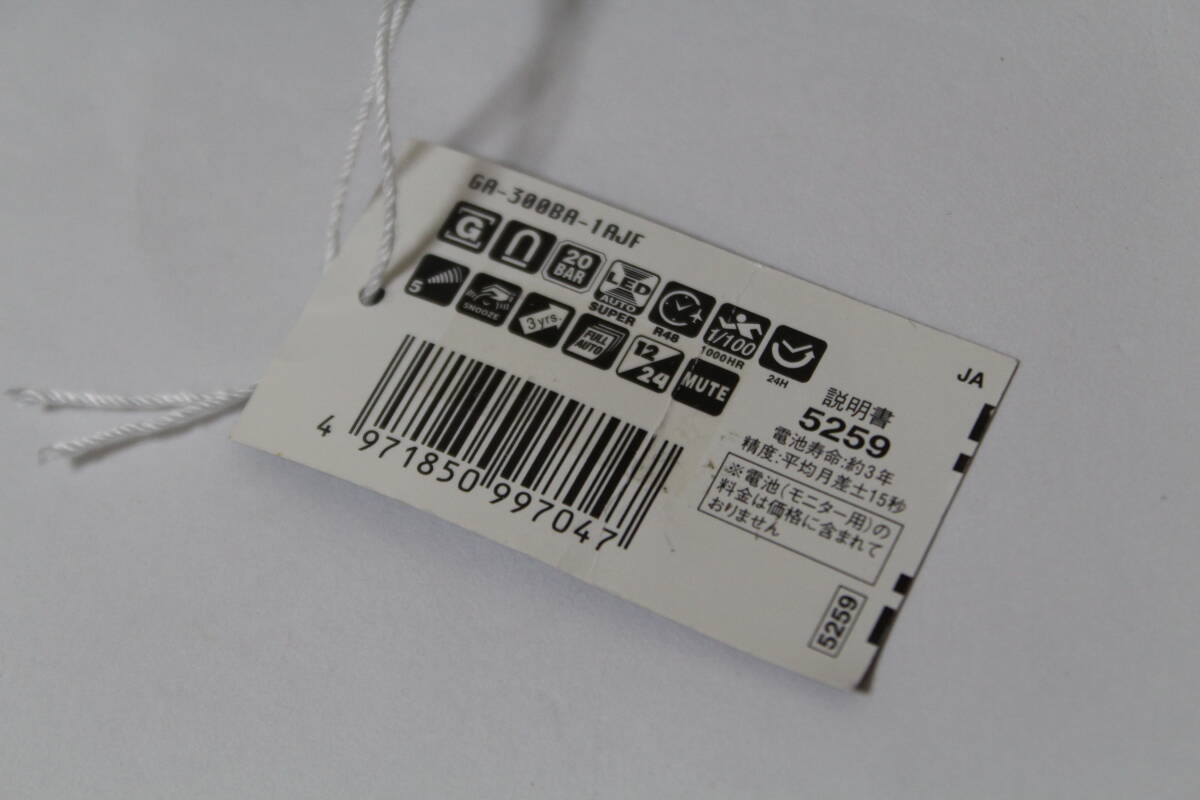 GA-300BA-1AJF
G 20 BAR LED AUTO SUPER R48 1/100 1000HR 24H
5 SNOOZE 3 yrs. FULL AUTO 12/24 MUTE
JA
説明書
5259
電池寿命:約3年
精度:平均月差±15秒
※電池(モニター用)の
料金は価格に含まれて
おりません
4 971850 997047
5259